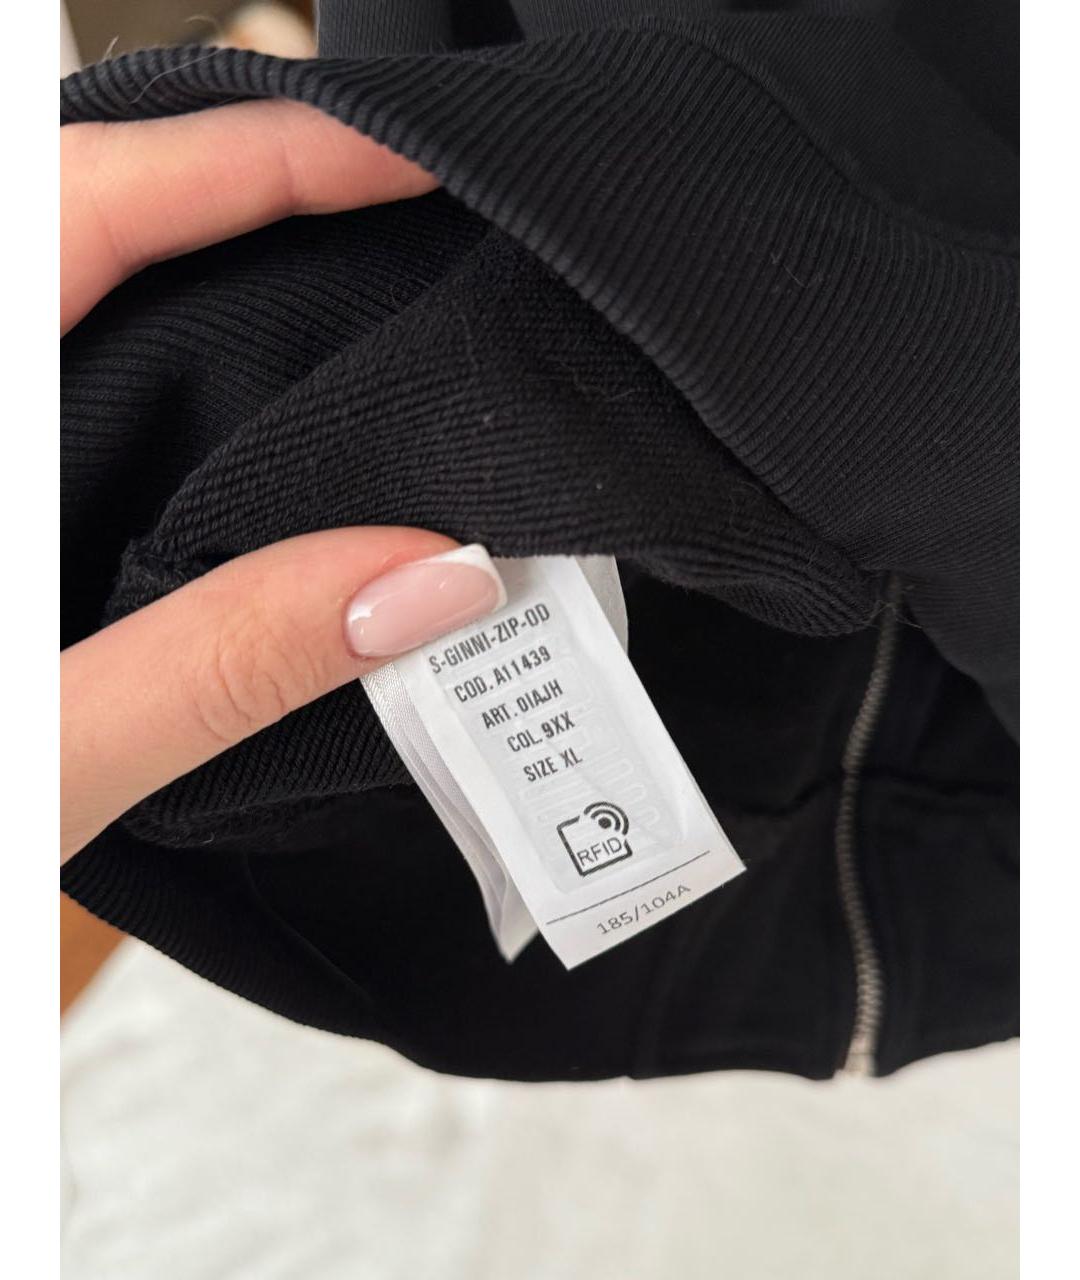 S-GINNI-ZIP-OD
COD. A11439
ART. 0IAJH
COL. 9XX
SIZE XL
RFID
185/104A